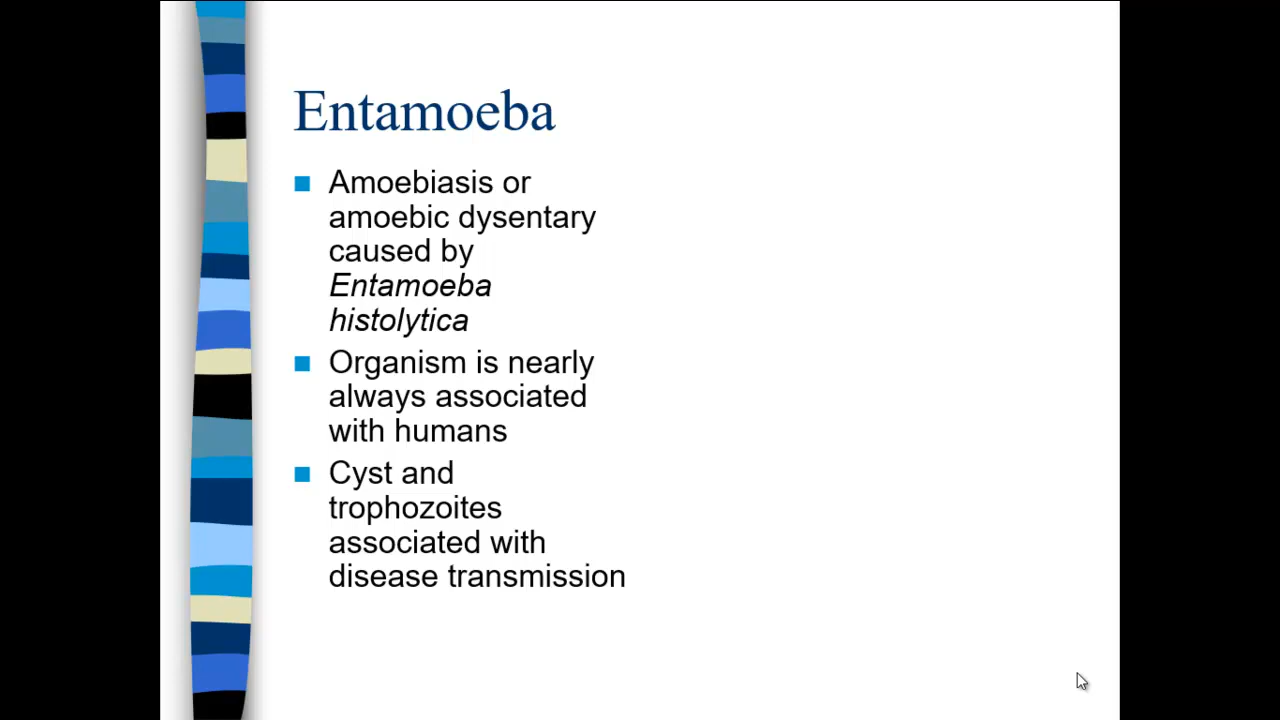 Entamoeba
Amoebiasis or
amoebic dysentary
caused by
Entamoeba
histolytica
Organism is nearly
always associated
with humans
Cyst and
trophozoites
associated with
disease transmission